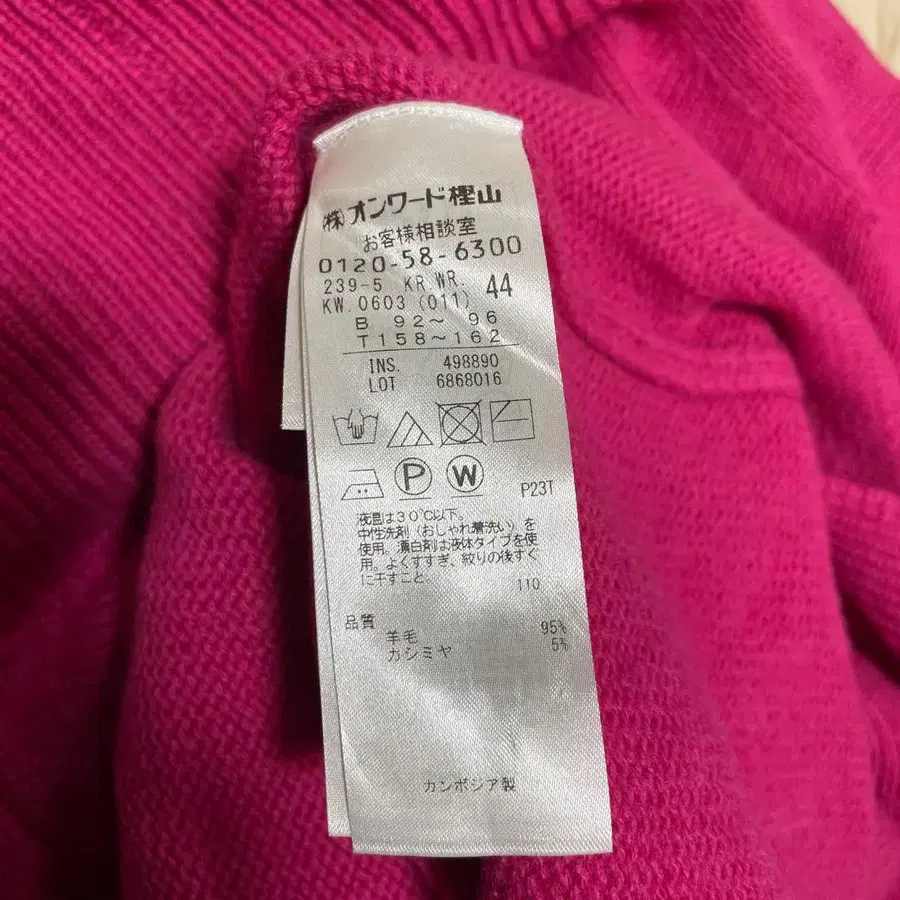 ㈱オンワード樫山
お客様相談室
0120-58-6300
239-5 KR.WR. 44
KW.0603 (011)
B 92~ 96
T158~162
INS. 498890
LOT 6868016
P W P23T
液温は30℃以下。
中性洗剤(おしゃれ着洗い)を
使用。漂白剤は液体タイプを使
用。よくすすぎ、絞りの後すぐ
に干すこと。
110
品質
羊毛 95%
カシミヤ 5%
カンボジア製